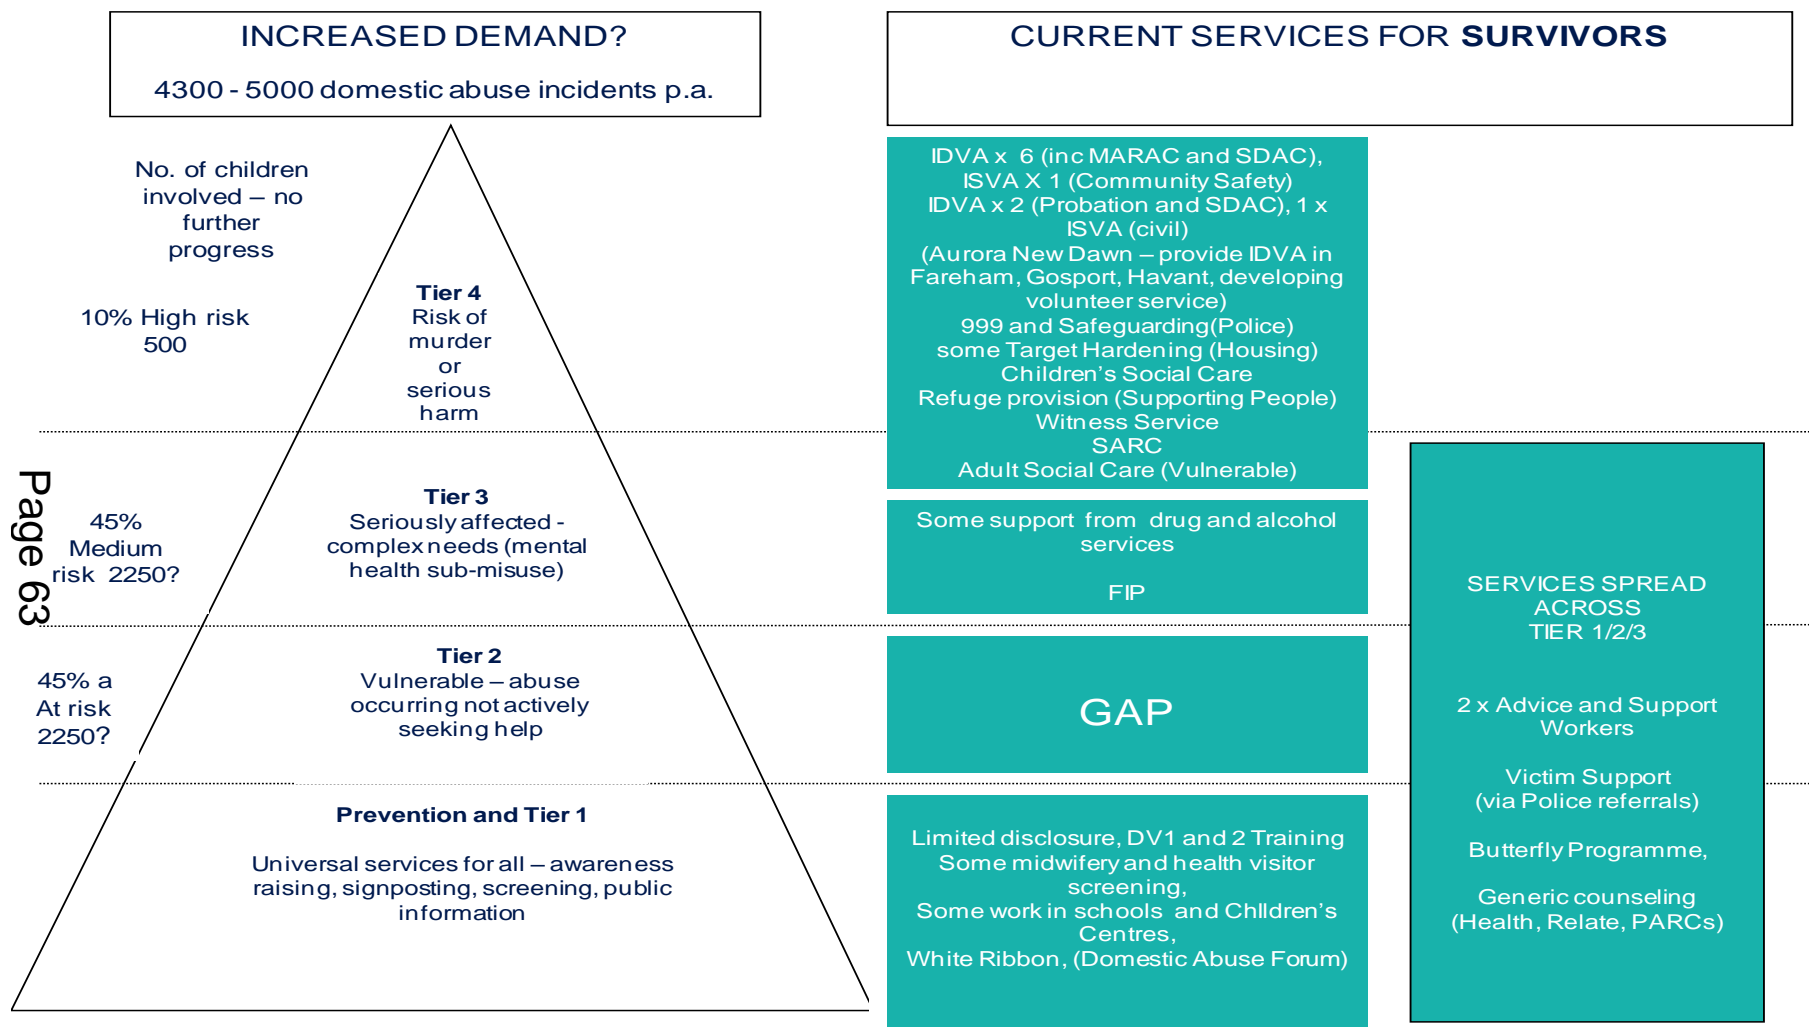 INCREASED DEMAND?
4300 - 5000 domestic abuse incidents p.a.
CURRENT SERVICES FOR SURVIVORS
No. of children
involved – no
further
progress
10% High risk
500
Tier 4
Risk of
murder
or
serious
harm
IDVA x 6 (inc MARAC and SDAC),
ISVA X 1 (Community Safety)
IDVA x 2 (Probation and SDAC), 1 x
ISVA (civil)
(Aurora New Dawn – provide IDVA in
Fareham, Gosport, Havant, developing
volunteer service)
999 and Safeguarding(Police)
some Target Hardening (Housing)
Children's Social Care
Refuge provision (Supporting People)
Witness Service
SARC
Adult Social Care (Vulnerable)
Page 63
45%
Medium
risk 2250?
Tier 3
Seriously affected -
complex needs (mental
health sub-misuse)
Some support from drug and alcohol
services
FIP
45% a
At risk
2250?
Tier 2
Vulnerable – abuse
occurring not actively
seeking help
GAP
Prevention and Tier 1
Universal services for all – awareness
raising, signposting, screening, public
information
Limited disclosure, DV1 and 2 Training
Some midwifery and health visitor
screening,
Some work in schools and ChIldren's
Centres,
White Ribbon, (Domestic Abuse Forum)
SERVICES SPREAD
ACROSS
TIER 1/2/3
2 x Advice and Support
Workers
Victim Support
(via Police referrals)
Butterfly Programme,
Generic counseling
(Health, Relate, PARCs)